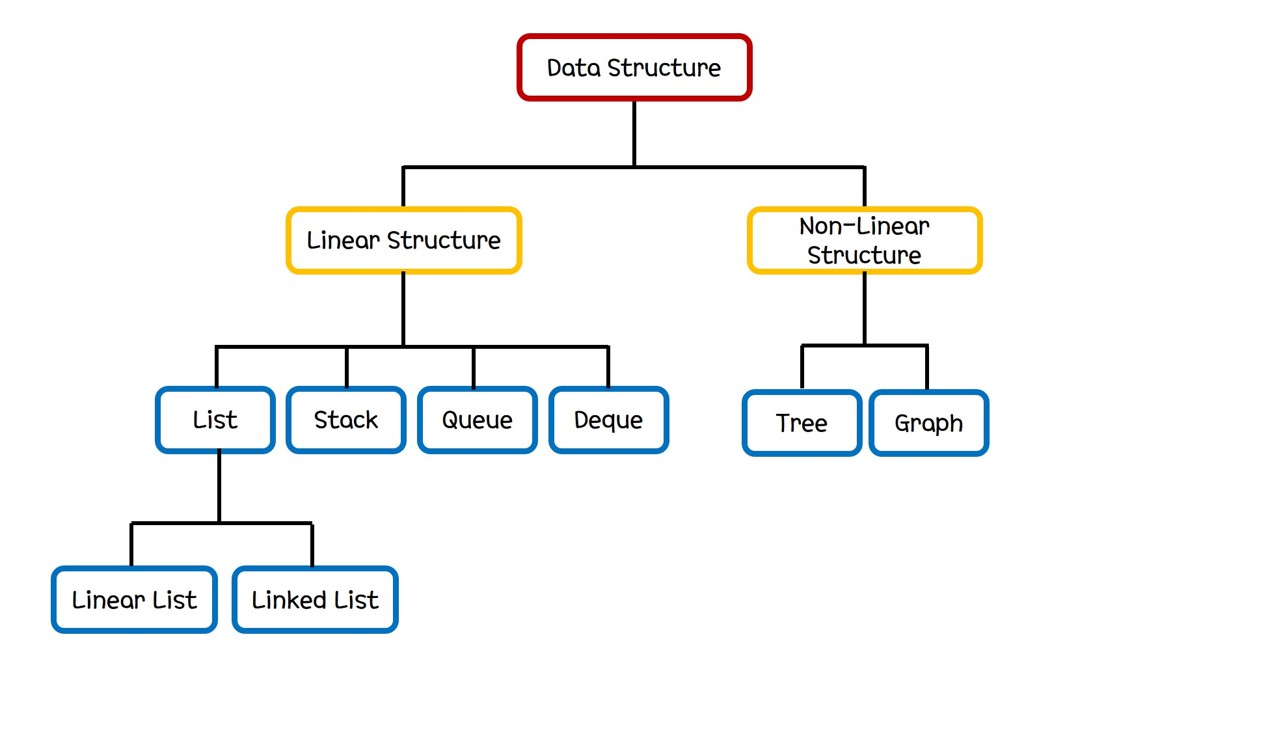 Data Structure
Linear Structure
Non-Linear
Structure
List
Stack
Queue
Deque
Tree
Graph
Linear List
Linked List